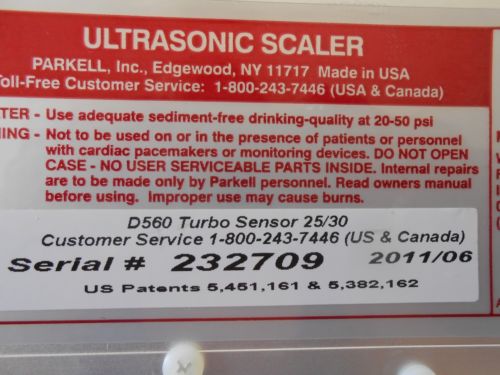 ULTRASONIC SCALER
PARKELL, Inc., Edgewood, NY 11717 Made in USA
Toll-Free Customer Service: 1-800-243-7446 (USA & Canada)
- Use adequate sediment-free drinking-quality at 20-50 psi
- Not to be used on or in the presence of patients or personnel
with cardiac pacemakers or monitoring devices. DO NOT OPEN
CASE - NO USER SERVICEABLE PARTS INSIDE. Internal repairs
are to be made only by Parkell personnel. Read owners manual
before using. Improper use may cause burns.
D560 Turbo Sensor 25/30
Customer Service 1-800-243-7446 (US & Canada)
Serial # 232709 2011/06
US Patents 5,451,161 & 5,382,162